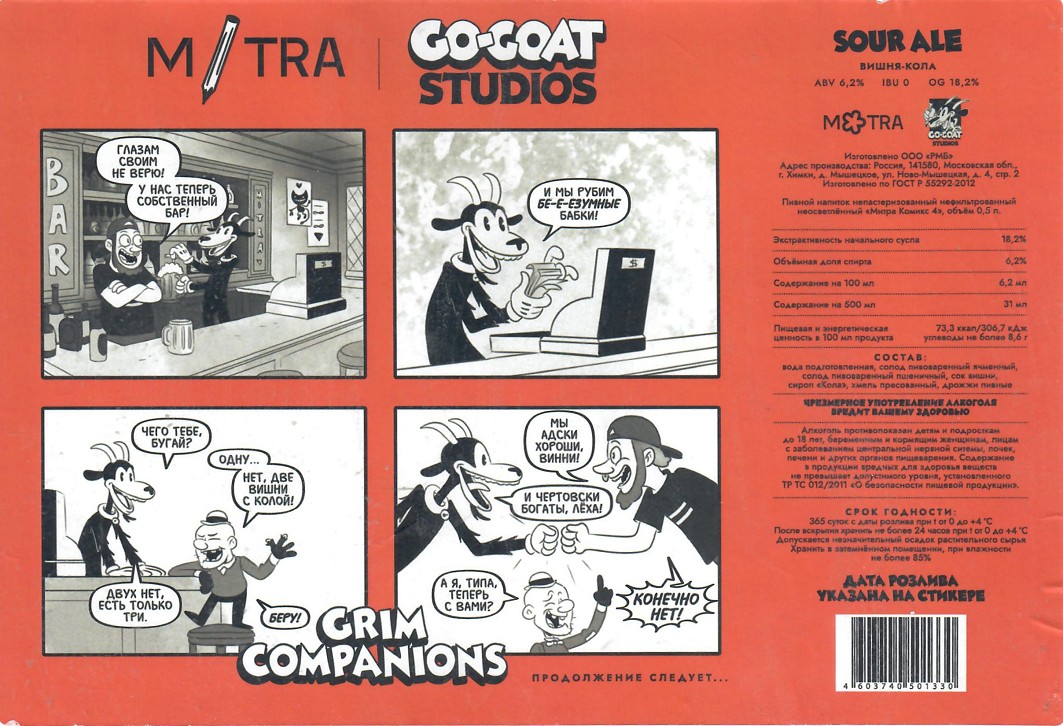 M TRA
GO-GOAT
STUDIOS
ГЛАЗАМ
СВОИМ
НЕ ВЕРЮ!
У НАС ТЕПЕРЬ
СОБСТВЕННЫЙ
БАР!
BAR
$
И МЫ РУБИМ
БЕ-Е-ЕЗУМНЫЕ
БАБКИ!
$
ЧЕГО ТЕБЕ,
БУГАЙ?
ОДНУ...
НЕТ, ДВЕ
ВИШНИ
С КОЛОЙ!
ДВУХ НЕТ,
ЕСТЬ ТОЛЬКО
ТРИ.
БЕРУ!
МЫ
АДСКИ
ХОРОШИ,
ВИННИ!
И ЧЕРТОВСКИ
БОГАТЫ, ЛЁХА!
А Я, ТИПА,
ТЕПЕРЬ
С ВАМИ?
КОНЕЧНО
НЕТ!
GRIM
COMPANIONS
ПРОДОЛЖЕНИЕ СЛЕДУЕТ...
SOUR ALE
ВИШНЯ-КОЛА
ABV 6,2% IBU 0 OG 18,2%
M TRA
GO-GOAT
STUDIOS
Изготовлено ООО «РМБ»
Адрес производства: Россия, 141580, Московская обл.,
г. Химки, д. Мышецкое, ул. Ново-Мышецкая, д. 4, стр. 2
Изготовлено по ГОСТ Р 55292-2012
Пивной напиток непастеризованный нефильтрованный
неосветлённый «Митра Комикс 4», объём 0,5 л.
Экстрактивность начального сусла 18,2%
Объёмная доля спирта 6,2%
Содержание на 100 мл 6,2 мл
Содержание на 500 мл 31 мл
Пищевая и энергетическая 73,3 ккал/306,7 кДж
ценность в 100 мл продукта углеводы не более 8,6 г
СОСТАВ:
вода подготовленная, солод пивоваренный ячменный,
солод пивоваренный пшеничный, сок вишни,
сироп «Кола», хмель пресованный, дрожжи пивные
ЧРЕЗМЕРНОЕ УПОТРЕБЛЕНИЕ АЛКОГОЛЯ
ВРЕДИТ ВАШЕМУ ЗДОРОВЬЮ
Алкоголь противопоказан детям и подросткам
до 18 лет, беременным и кормящим женщинам, лицам
с заболеваниями центральной нервной ситемы, почек,
печени и других органов пищеварения. Содержание
в продукции вредных для здоровья веществ
не превышает допустимого уровня, установленного
ТР ТС 012/2011 «О безопасности пищевой продукции».
СРОК ГОДНОСТИ:
365 суток с даты розлива при t от 0 до +4 °C
После вскрытия хранить не более 24 часов при t от 0 до +4 °C
Допускается незначительный осадок растительного сырья
Хранить в затемнённом помещении, при влажности
не более 85%
ДАТА РОЗЛИВА
УКАЗАНА НА СТИКЕРЕ
4 603740 501330